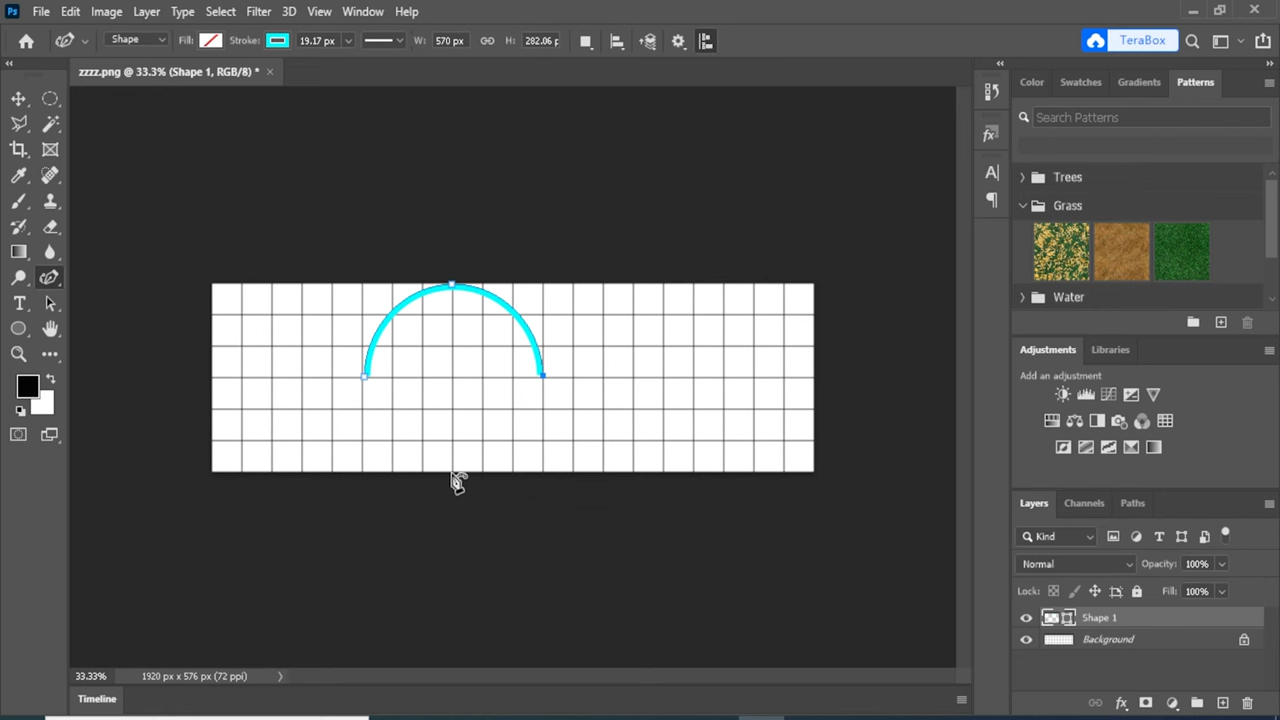 Ps File Edit Image Layer Type Select Filter 3D View Window Help
Shape Fill: Stroke: 19.17 px W: 570 px H: 282.06 p TeraBox
zzzz.png @ 33.3% (Shape 1, RGB/8) * ×
Color Swatches Gradients Patterns
Search Patterns
Trees
Grass
Water
Adjustments Libraries
Add an adjustment
Layers Channels Paths
Kind
Normal Opacity: 100%
Lock: Fill: 100%
Shape 1
Background
33.33% 1920 px x 576 px (72 ppi)
Timeline